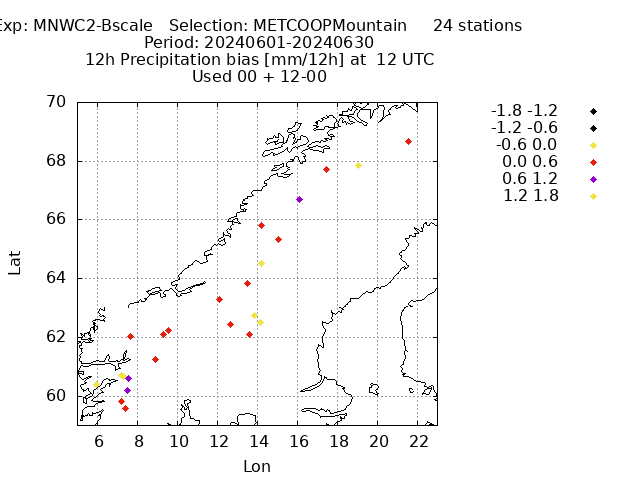 Exp: MNWC2-Bscale Selection: METCOOPMountain 24 stations
Period: 20240601-20240630
12h Precipitation bias [mm/12h] at 12 UTC
Used 00 + 12-00
-1.8 -1.2
-1.2 -0.6
-0.6 0.0
0.0 0.6
0.6 1.2
1.2 1.8
70
68
66
64
62
60
Lat
6 8 10 12 14 16 18 20 22
Lon